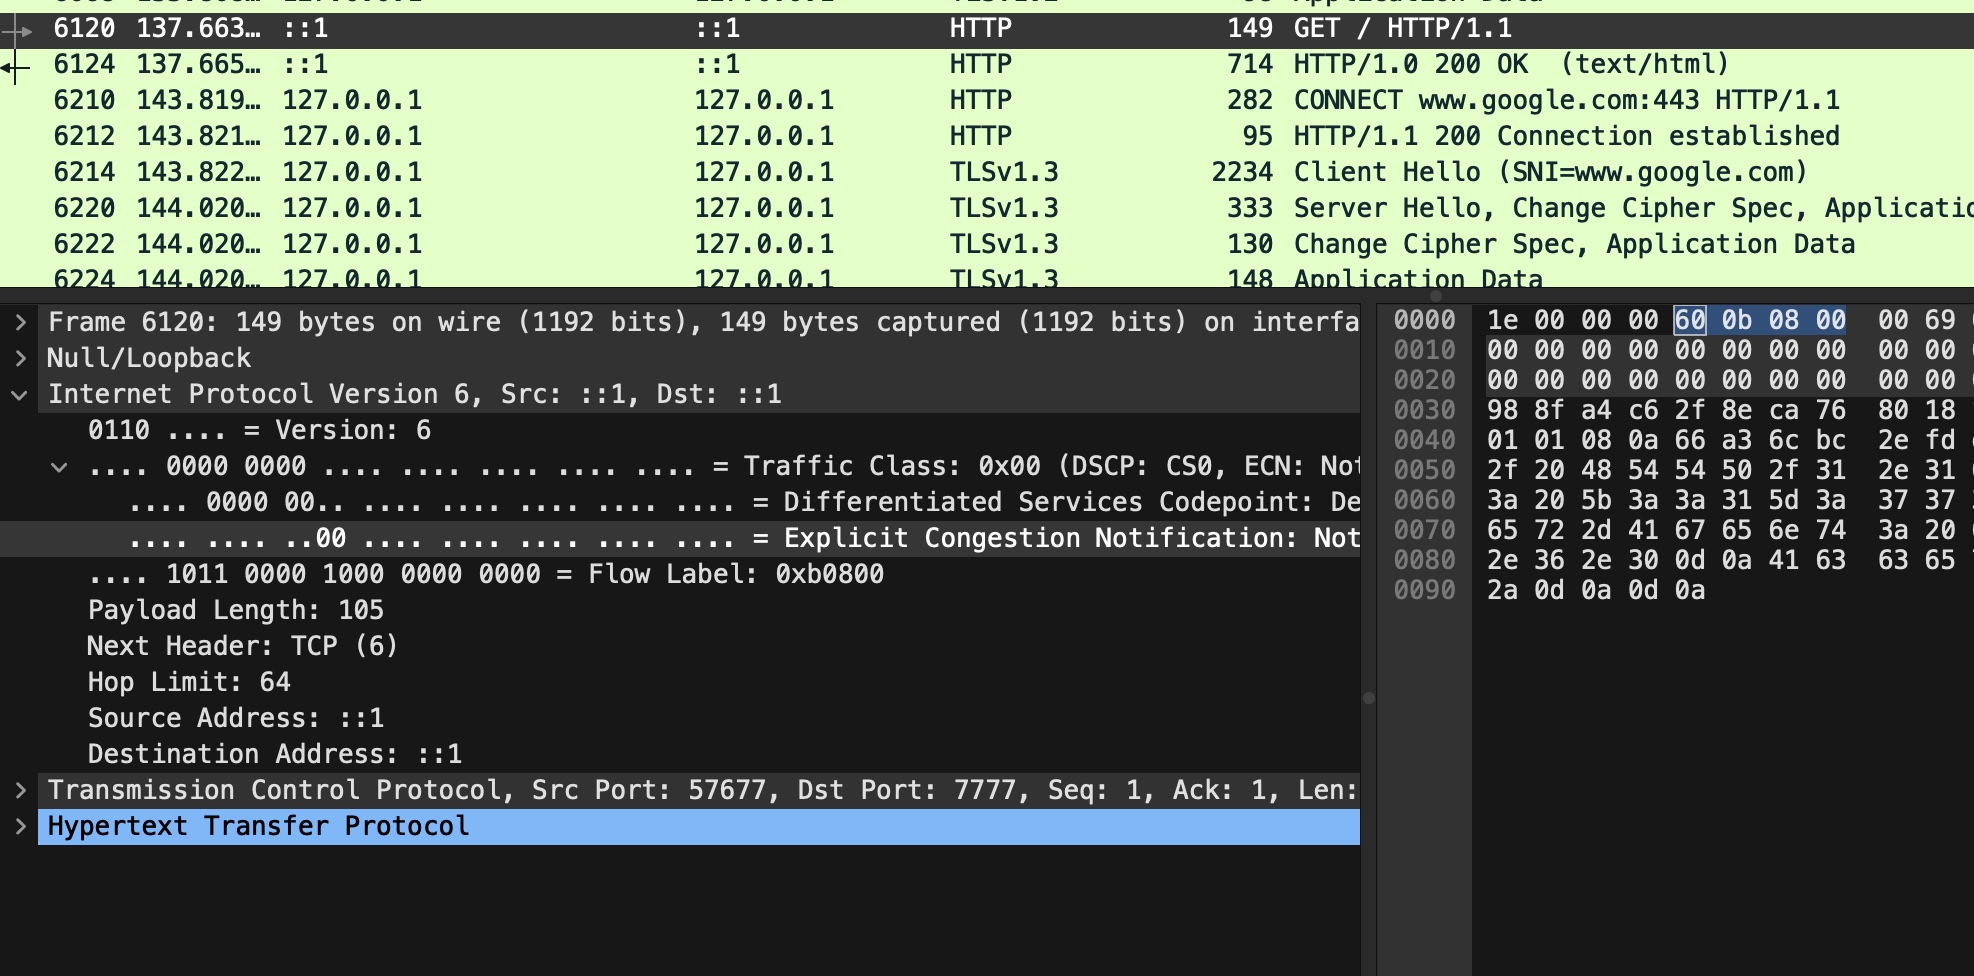 6120 137.663… ::1 ::1 HTTP 149 GET / HTTP/1.1
6124 137.665… ::1 ::1 HTTP 714 HTTP/1.0 200 OK (text/html)
6210 143.819… 127.0.0.1 127.0.0.1 HTTP 282 CONNECT www.google.com:443 HTTP/1.1
6212 143.821… 127.0.0.1 127.0.0.1 HTTP 95 HTTP/1.1 200 Connection established
6214 143.822… 127.0.0.1 127.0.0.1 TLSv1.3 2234 Client Hello (SNI=www.google.com)
6220 144.020… 127.0.0.1 127.0.0.1 TLSv1.3 333 Server Hello, Change Cipher Spec, Applicatio
6222 144.020… 127.0.0.1 127.0.0.1 TLSv1.3 130 Change Cipher Spec, Application Data
6224 144.020… 127.0.0.1 127.0.0.1 TLSv1.3 148 Application Data
Frame 6120: 149 bytes on wire (1192 bits), 149 bytes captured (1192 bits) on interfa
Null/Loopback
Internet Protocol Version 6, Src: ::1, Dst: ::1
0110 .... = Version: 6
.... 0000 0000 .... .... .... .... .... = Traffic Class: 0x00 (DSCP: CS0, ECN: Not
.... 0000 00.. .... .... .... .... .... = Differentiated Services Codepoint: De
.... .... ..00 .... .... .... .... .... = Explicit Congestion Notification: Not
.... 1011 0000 1000 0000 0000 = Flow Label: 0xb0800
Payload Length: 105
Next Header: TCP (6)
Hop Limit: 64
Source Address: ::1
Destination Address: ::1
Transmission Control Protocol, Src Port: 57677, Dst Port: 7777, Seq: 1, Ack: 1, Len:
Hypertext Transfer Protocol
0000 1e 00 00 00 60 0b 08 00 00 69
0010 00 00 00 00 00 00 00 00 00 00
0020 00 00 00 00 00 00 00 00 00 00
0030 98 8f a4 c6 2f 8e ca 76 80 18
0040 01 01 08 0a 66 a3 6c bc 2e fd
0050 2f 20 48 54 54 50 2f 31 2e 31
0060 3a 20 5b 3a 3a 31 5d 3a 37 37
0070 65 72 2d 41 67 65 6e 74 3a 20
0080 2e 36 2e 30 0d 0a 41 63 63 65
0090 2a 0d 0a 0d 0a